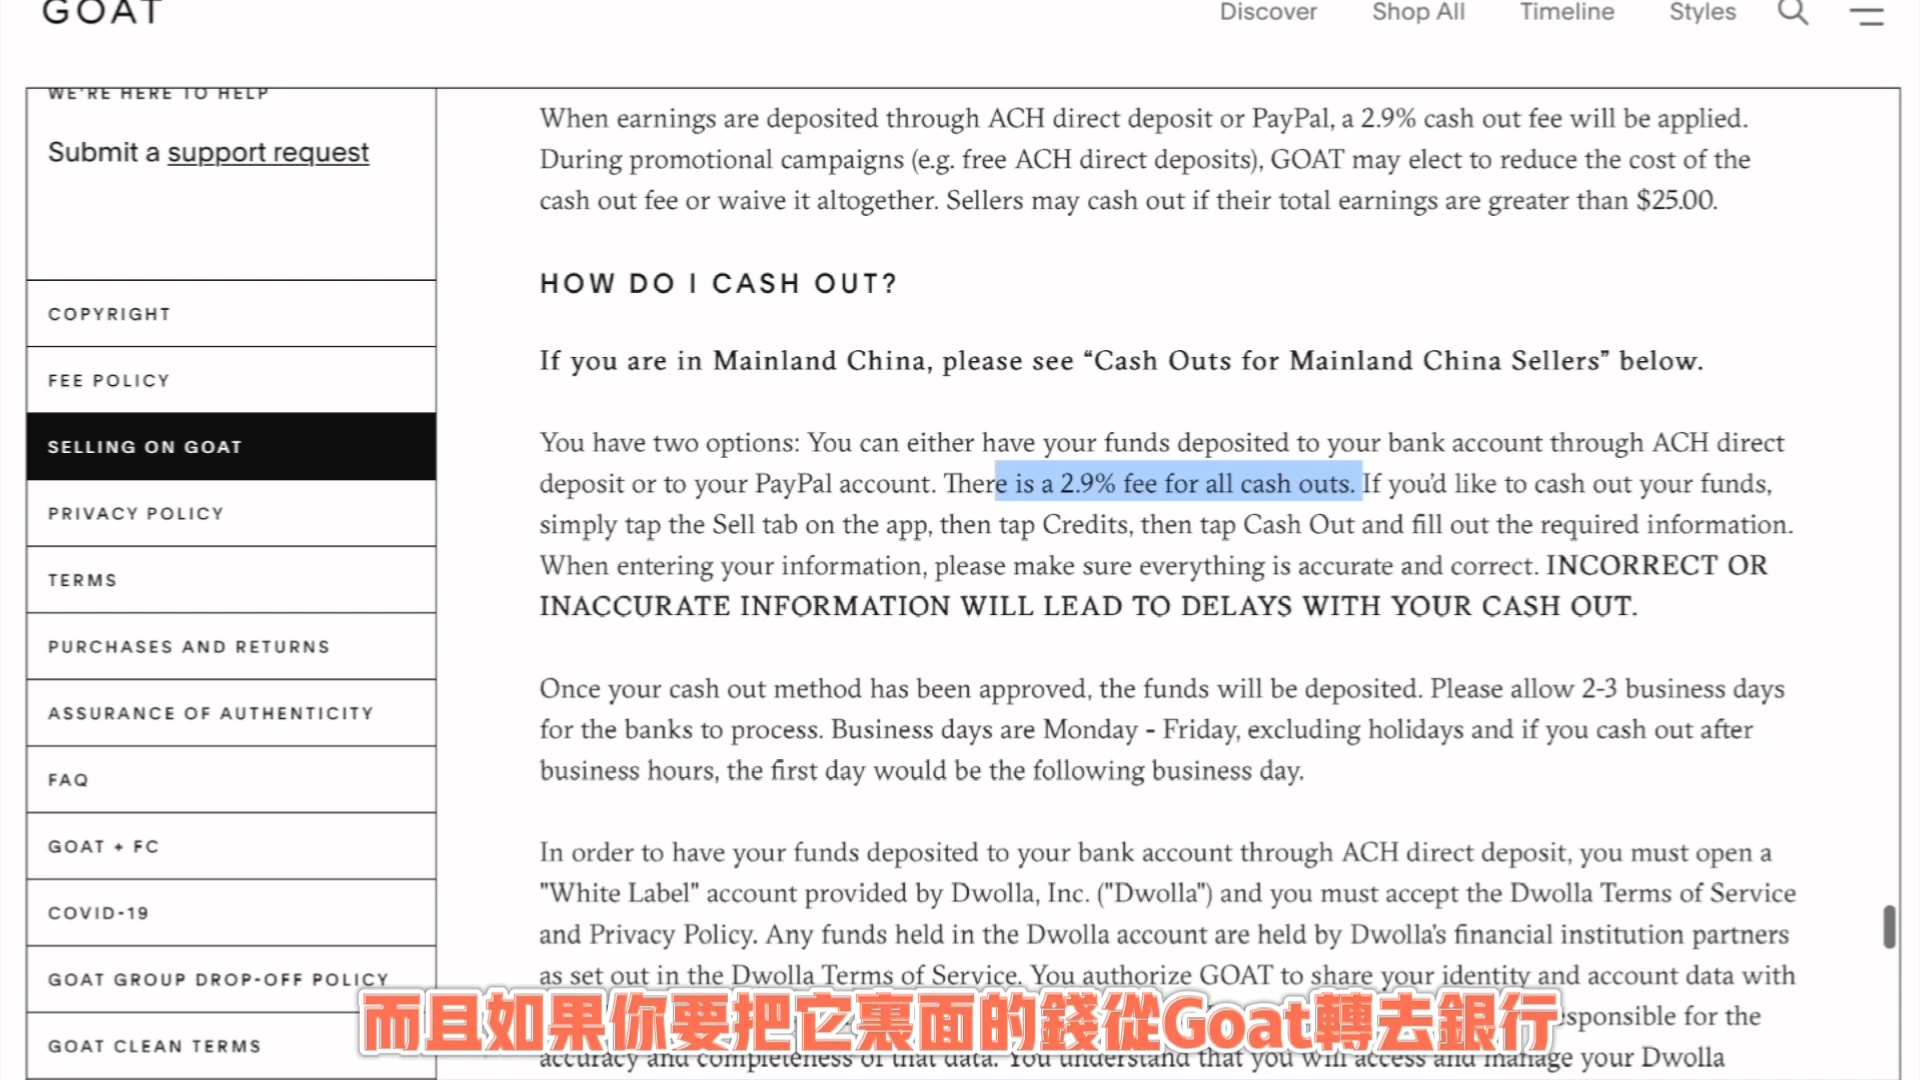 GOAT
Discover
Shop All
Timeline
Styles
WE'RE HERE TO HELP
Submit a support request
COPYRIGHT
FEE POLICY
SELLING ON GOAT
PRIVACY POLICY
TERMS
PURCHASES AND RETURNS
ASSURANCE OF AUTHENTICITY
FAQ
GOAT + FC
COVID-19
GOAT GROUP DROP-OFF POLICY
GOAT CLEAN TERMS
When earnings are deposited through ACH direct deposit or PayPal, a 2.9% cash out fee will be applied.
During promotional campaigns (e.g. free ACH direct deposits), GOAT may elect to reduce the cost of the
cash out fee or waive it altogether. Sellers may cash out if their total earnings are greater than $25.00.
HOW DO I CASH OUT?
If you are in Mainland China, please see “Cash Outs for Mainland China Sellers” below.
You have two options: You can either have your funds deposited to your bank account through ACH direct
deposit or to your PayPal account. There is a 2.9% fee for all cash outs. If you’d like to cash out your funds,
simply tap the Sell tab on the app, then tap Credits, then tap Cash Out and fill out the required information.
When entering your information, please make sure everything is accurate and correct. INCORRECT OR
INACCURATE INFORMATION WILL LEAD TO DELAYS WITH YOUR CASH OUT.
Once your cash out method has been approved, the funds will be deposited. Please allow 2-3 business days
for the banks to process. Business days are Monday - Friday, excluding holidays and if you cash out after
business hours, the first day would be the following business day.
In order to have your funds deposited to your bank account through ACH direct deposit, you must open a
"White Label" account provided by Dwolla, Inc. ("Dwolla") and you must accept the Dwolla Terms of Service
and Privacy Policy. Any funds held in the Dwolla account are held by Dwolla's financial institution partners
as set out in the Dwolla Terms of Service. You authorize GOAT to share your identity and account data with
for the
accuracy and completeness of that data. You understand that you will access and manage your Dwolla
而且如果你要把它裏面的錢從Goat轉去銀行